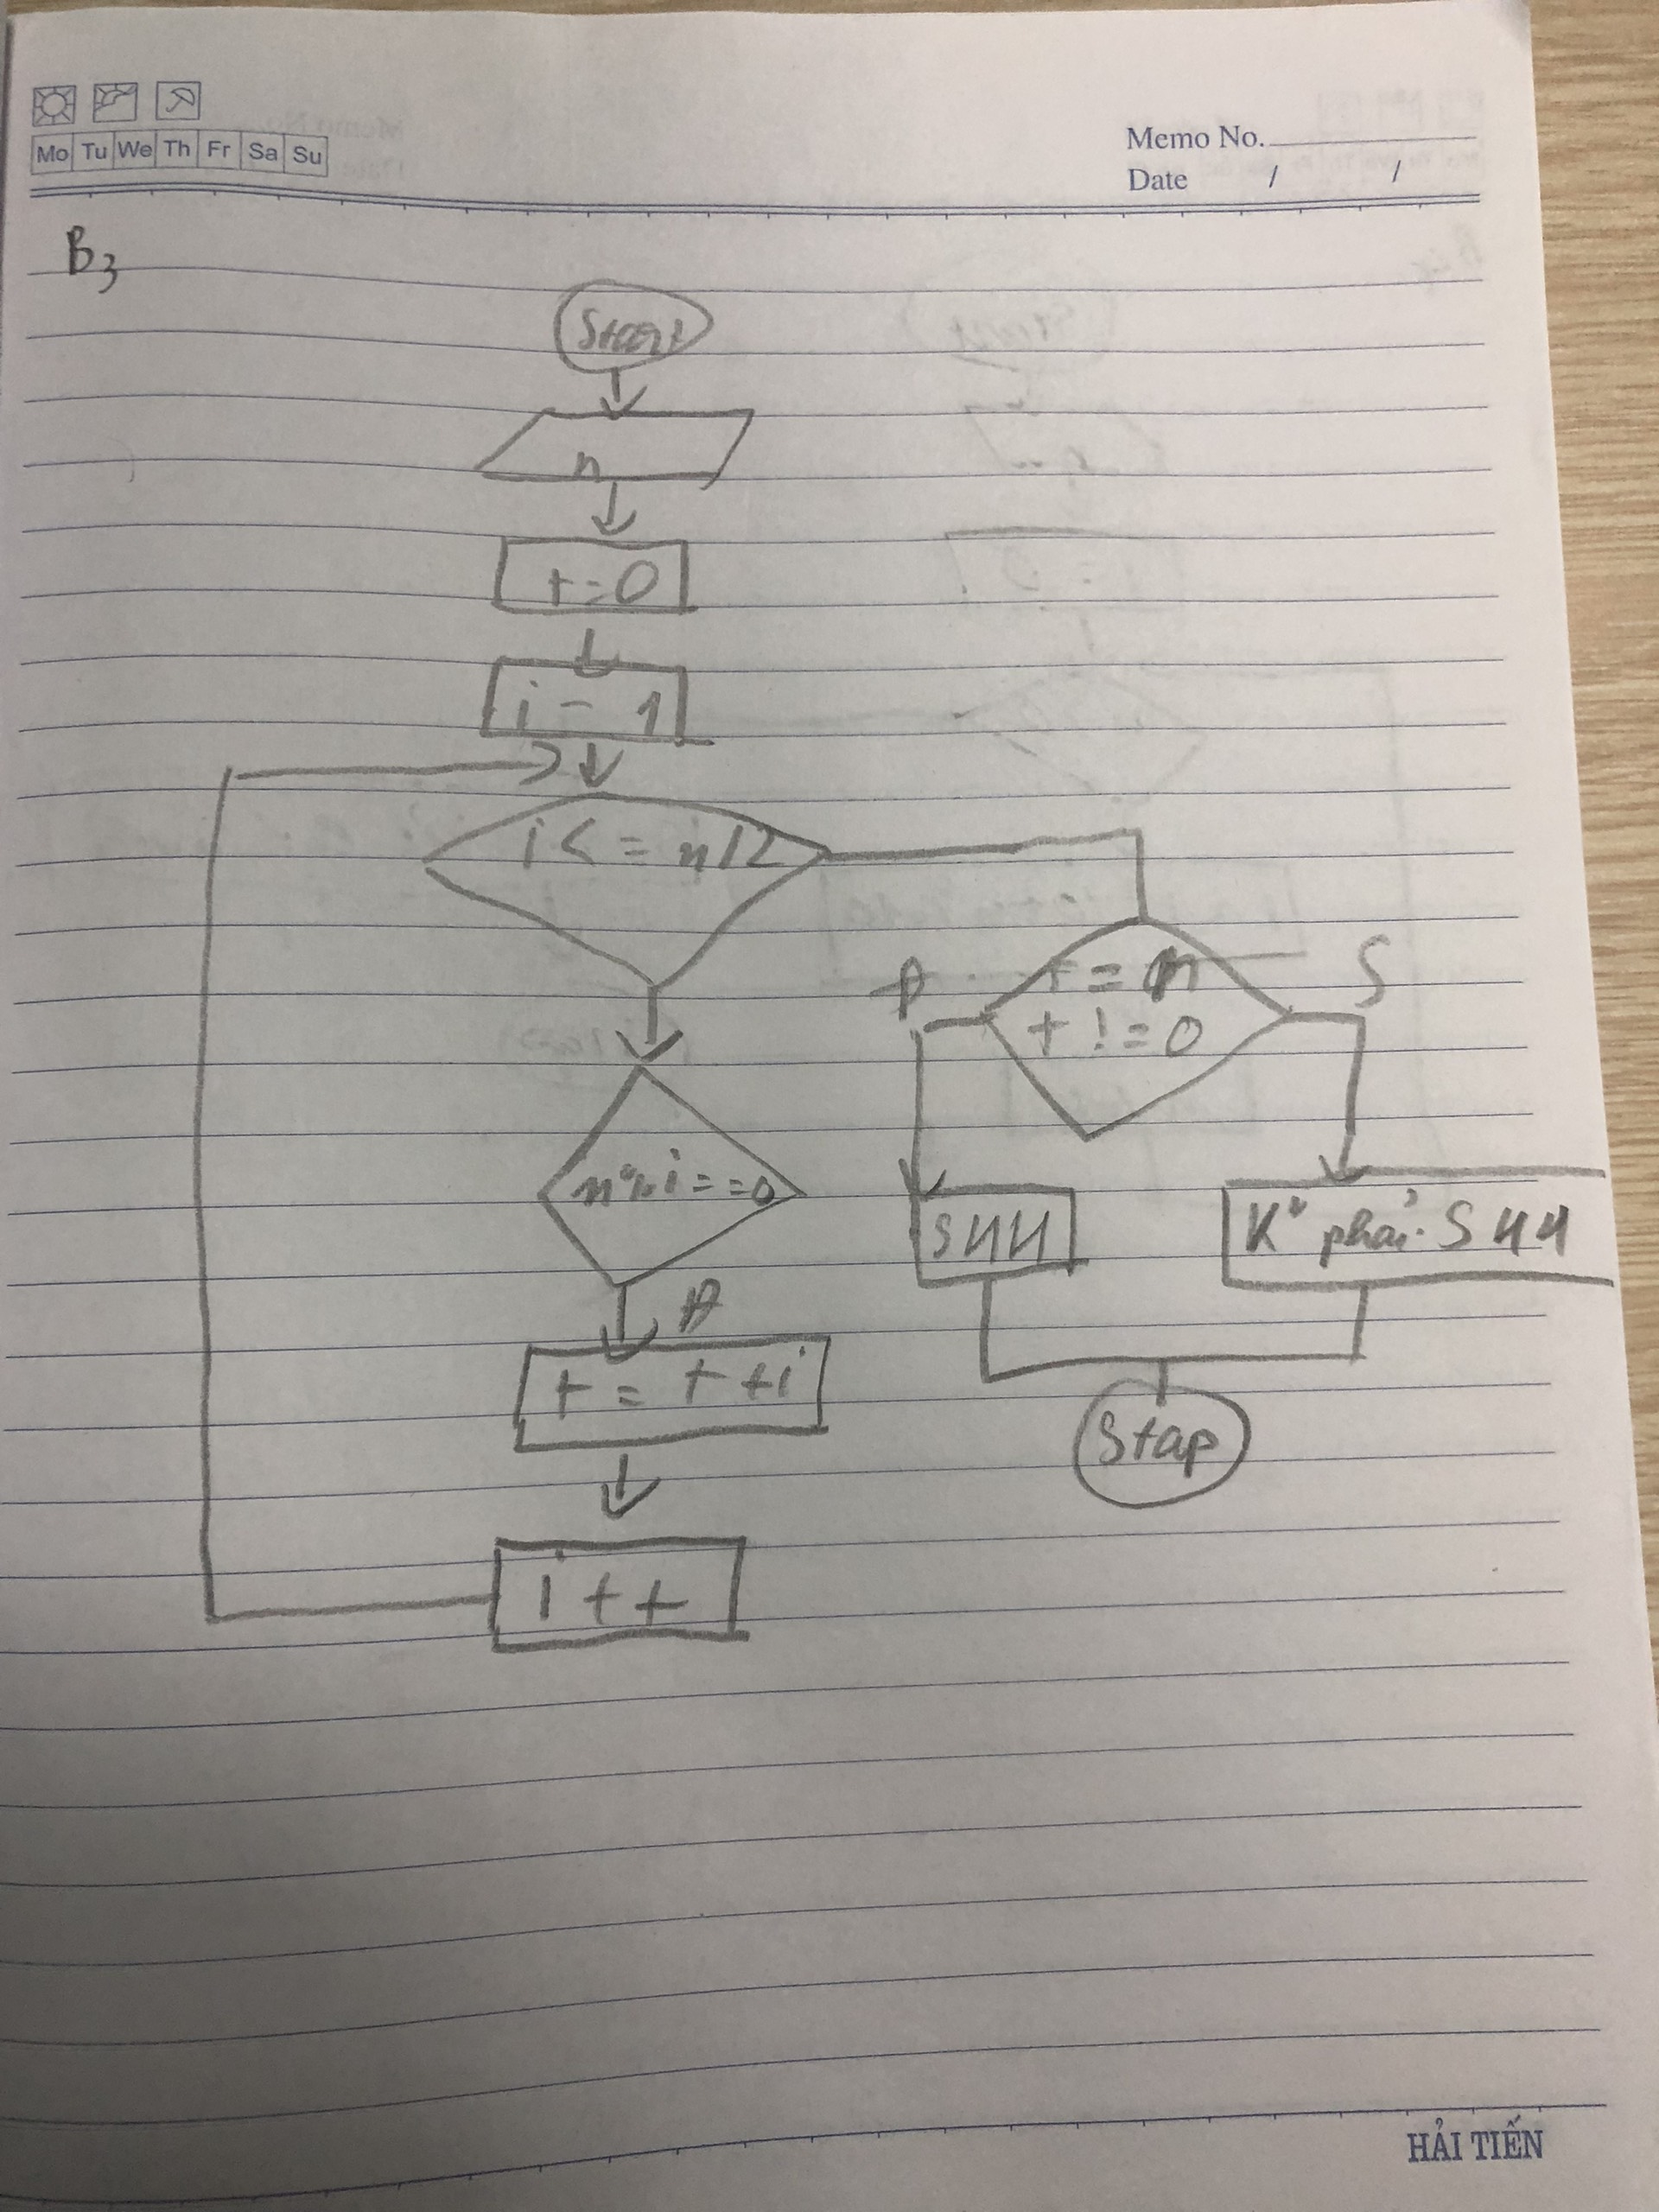 Mo Tu We Th Fr Sa Su
Memo No.
Date / /
B3
Start
n
t=0
i = 1
i <= n/2
t = n
t != 0
Đ
S
n%i==0
SHH
K° phải SHH
Đ
t = t+i
Stop
i++
HẢI TIẾN